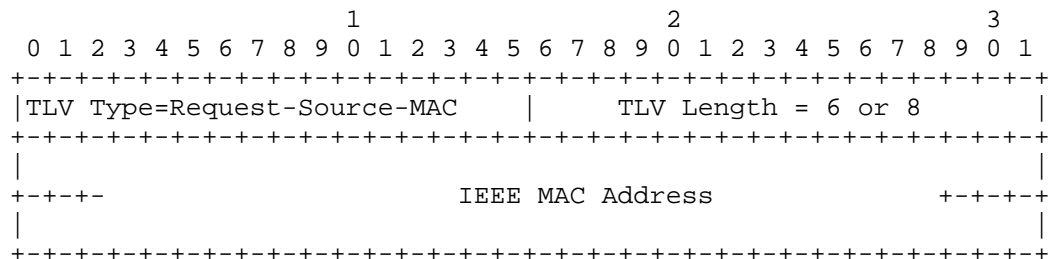 1                   2                   3
 0 1 2 3 4 5 6 7 8 9 0 1 2 3 4 5 6 7 8 9 0 1 2 3 4 5 6 7 8 9 0 1
+-+-+-+-+-+-+-+-+-+-+-+-+-+-+-+-+-+-+-+-+-+-+-+-+-+-+-+-+-+-+-+-+
|TLV Type=Request-Source-MAC    |     TLV Length = 6 or 8       |
+-+-+-+-+-+-+-+-+-+-+-+-+-+-+-+-+-+-+-+-+-+-+-+-+-+-+-+-+-+-+-+-+
|                                                               |
+-+-+-                      IEEE MAC Address              +-+-+-+
|                                                               |
+-+-+-+-+-+-+-+-+-+-+-+-+-+-+-+-+-+-+-+-+-+-+-+-+-+-+-+-+-+-+-+-+